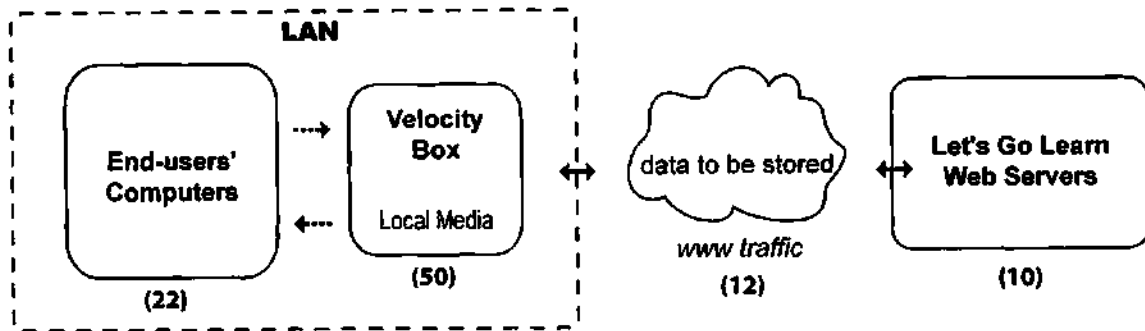 LAN
End-users'
Computers
(22)
Velocity
Box
Local Media
(50)
data to be stored
www traffic
(12)
Let's Go Learn
Web Servers
(10)